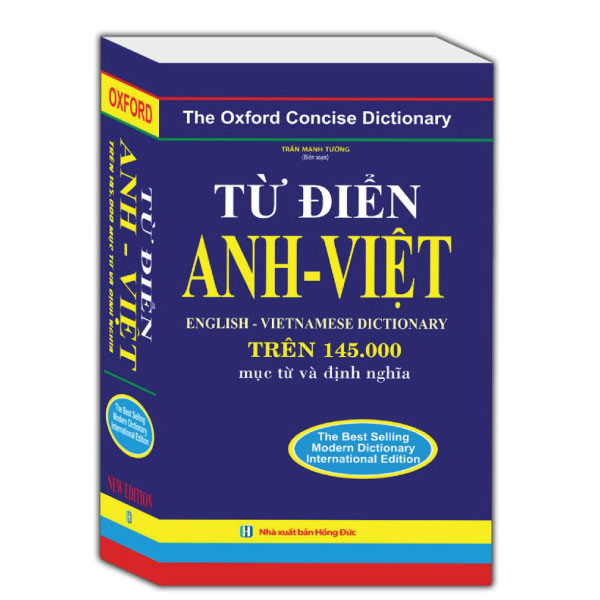 OXFORD
TỪ ĐIỂN
ANH - VIỆT
TRÊN 145.000 MỤC TỪ VÀ ĐỊNH NGHĨA
The Best Selling
Modern Dictionary
International Edition
NEW EDITION
H
The Oxford Concise Dictionary
TRẦN MẠNH TƯỜNG
(Biên soạn)
TỪ ĐIỂN
ANH-VIỆT
ENGLISH - VIETNAMESE DICTIONARY
TRÊN 145.000
mục từ và định nghĩa
The Best Selling
Modern Dictionary
International Edition
H Nhà xuất bản Hồng Đức